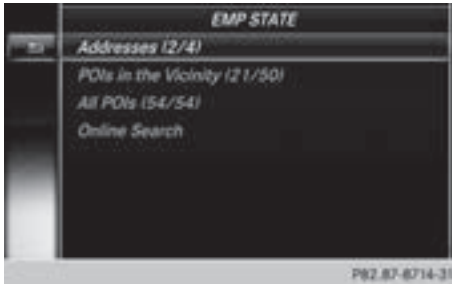 EMP STATE
Addresses (2/4)
POIs in the Vicinity (21/50)
All POIs (54/54)
Online Search
P82.87-8714-31